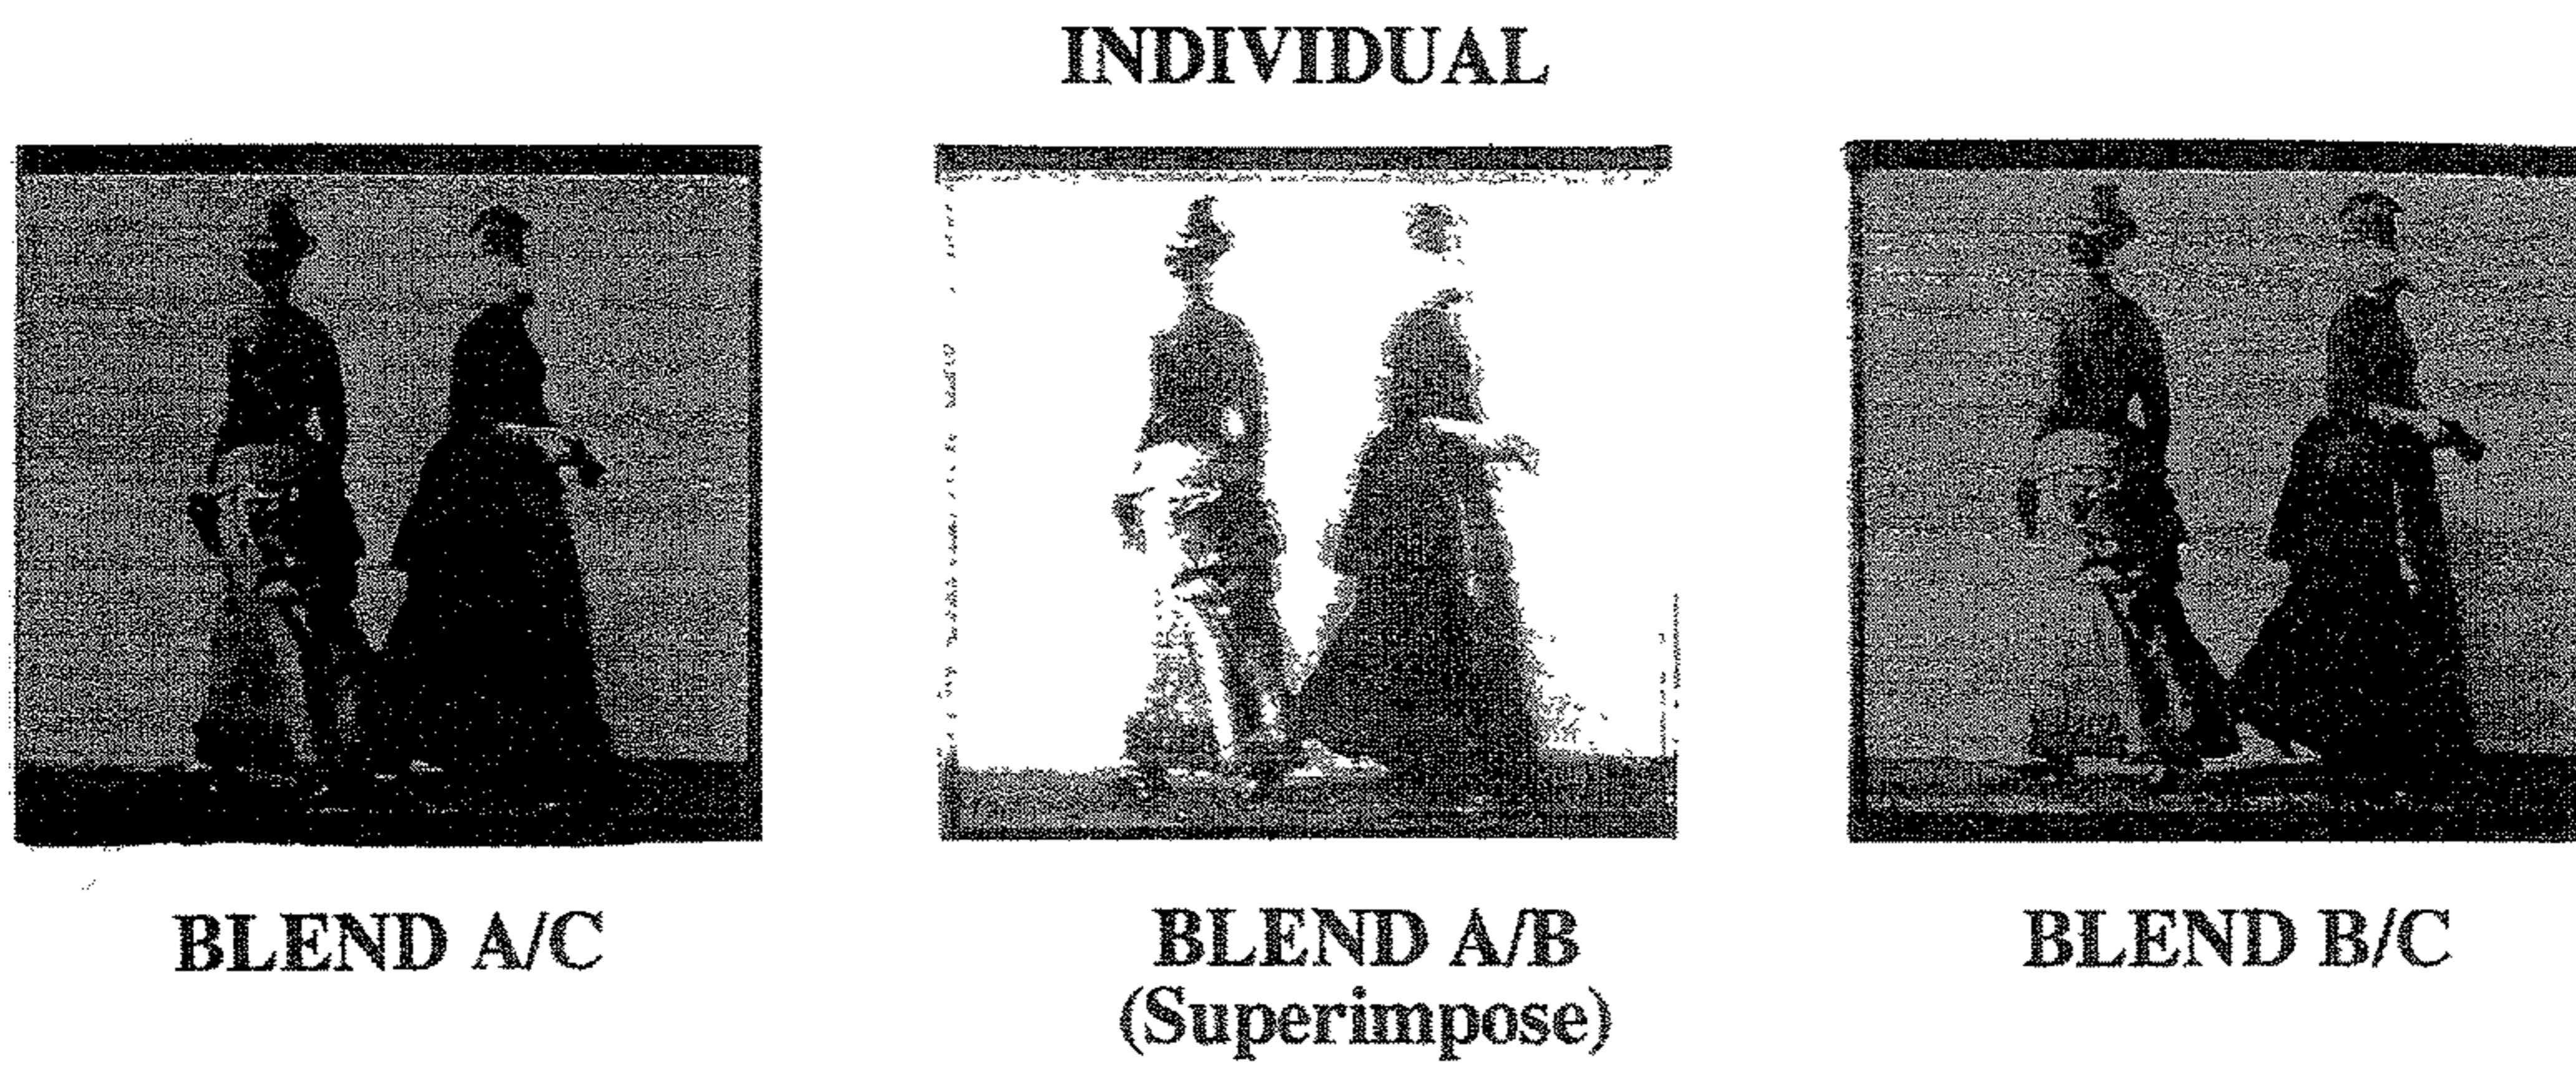 INDIVIDUAL
BLEND A/C
BLEND A/B
(Superimpose)
BLEND B/C